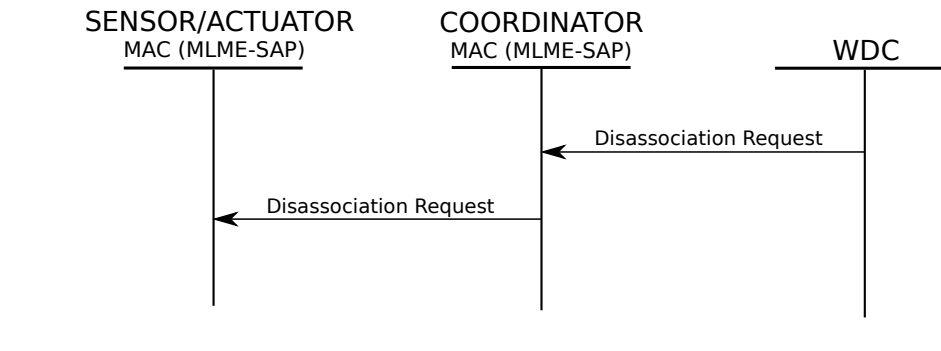 SENSOR/ACTUATOR
MAC (MLME-SAP)
COORDINATOR
MAC (MLME-SAP)
WDC
Disassociation Request
Disassociation Request